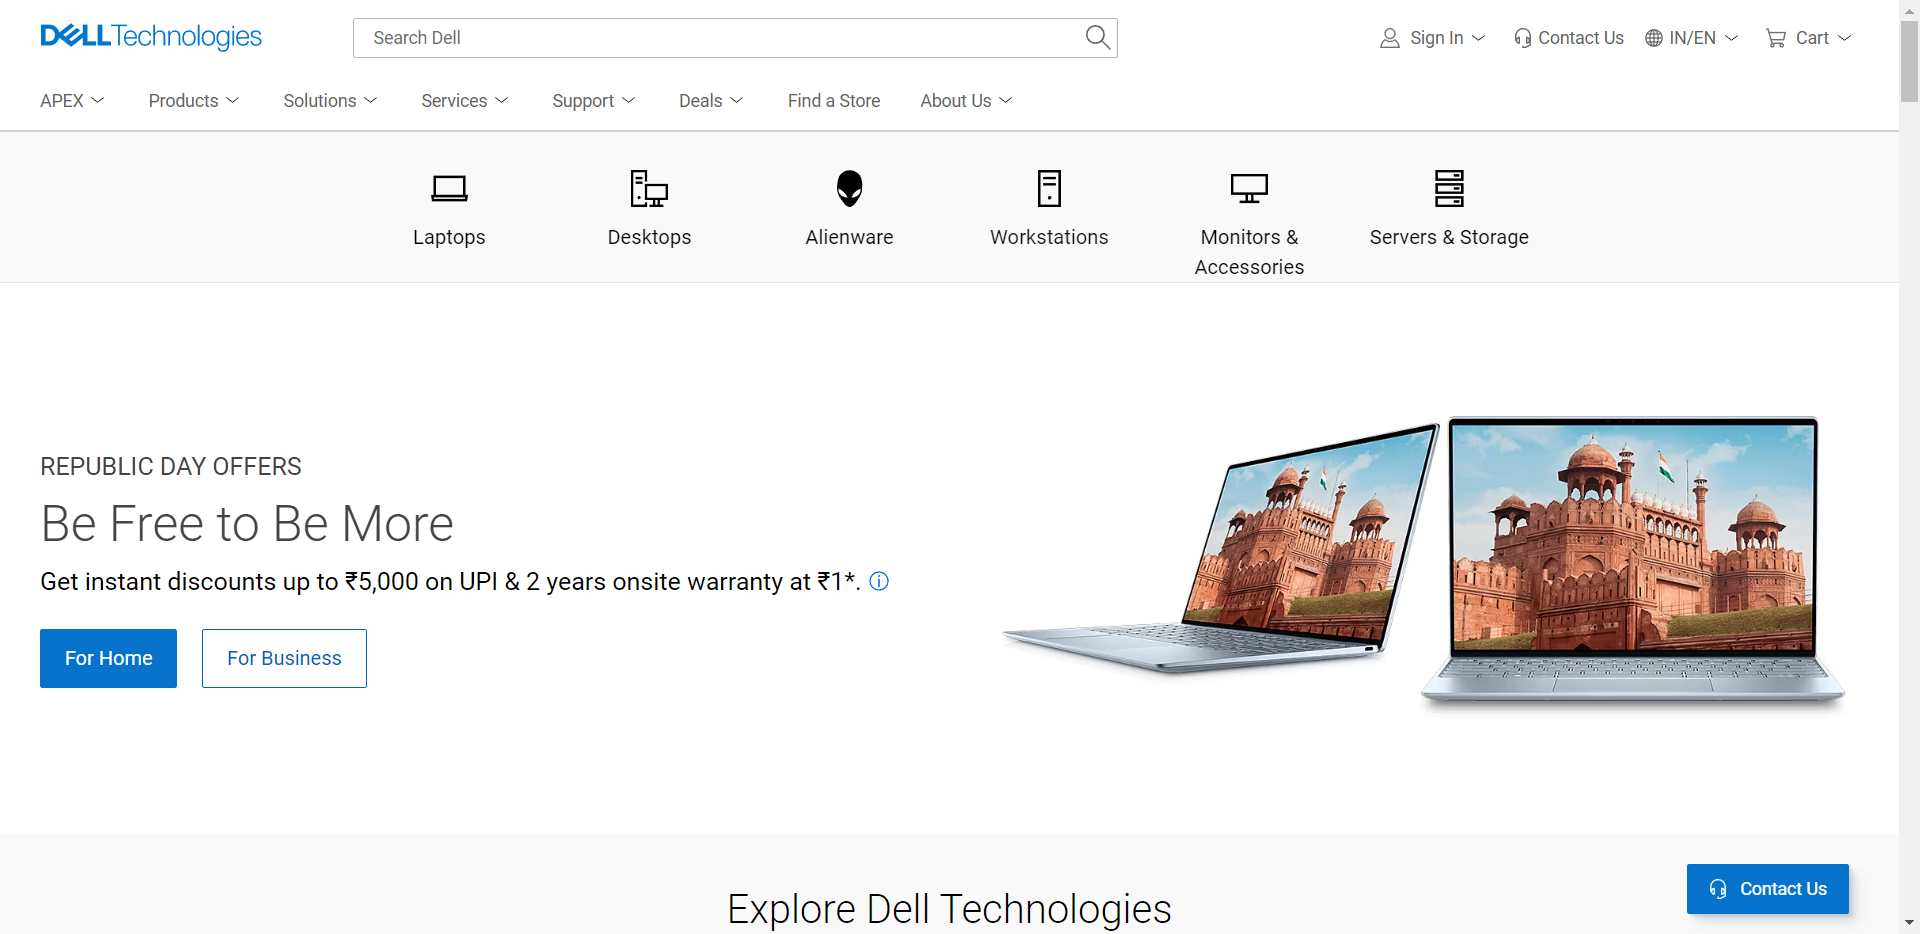 DELL Technologies
Search Dell
Sign In
Contact Us
IN/EN
Cart
APEX
Products
Solutions
Services
Support
Deals
Find a Store
About Us
Laptops
Desktops
Alienware
Workstations
Monitors &
Accessories
Servers & Storage
REPUBLIC DAY OFFERS
Be Free to Be More
Get instant discounts up to ₹5,000 on UPI & 2 years onsite warranty at ₹1*.
For Home
For Business
Explore Dell Technologies
Contact Us